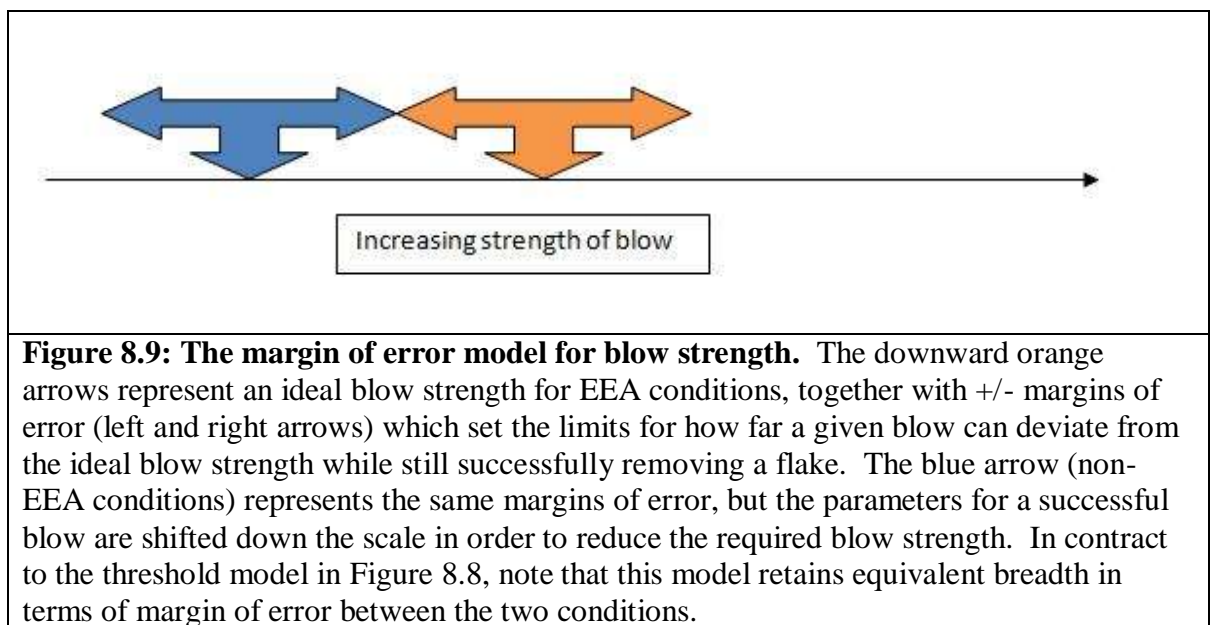 Increasing strength of blow
Figure 8.9: The margin of error model for blow strength. The downward orange
arrows represent an ideal blow strength for EEA conditions, together with +/- margins of
error (left and right arrows) which set the limits for how far a given blow can deviate from
the ideal blow strength while still successfully removing a flake. The blue arrow (non-
EEA conditions) represents the same margins of error, but the parameters for a successful
blow are shifted down the scale in order to reduce the required blow strength. In contract
to the threshold model in Figure 8.8, note that this model retains equivalent breadth in
terms of margin of error between the two conditions.